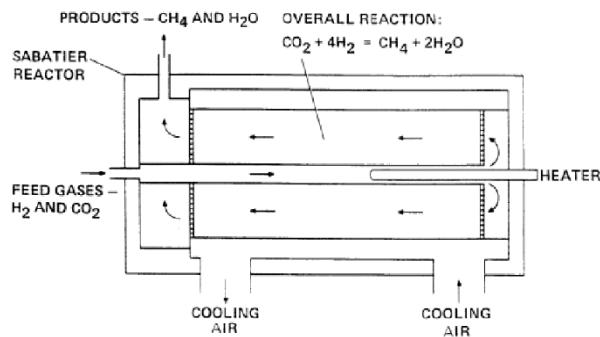 PRODUCTS – CH4 AND H2O
OVERALL REACTION:
CO2 + 4H2 = CH4 + 2H2O
SABATIER
REACTOR
FEED GASES –
H2 AND CO2
HEATER
COOLING
AIR
COOLING
AIR